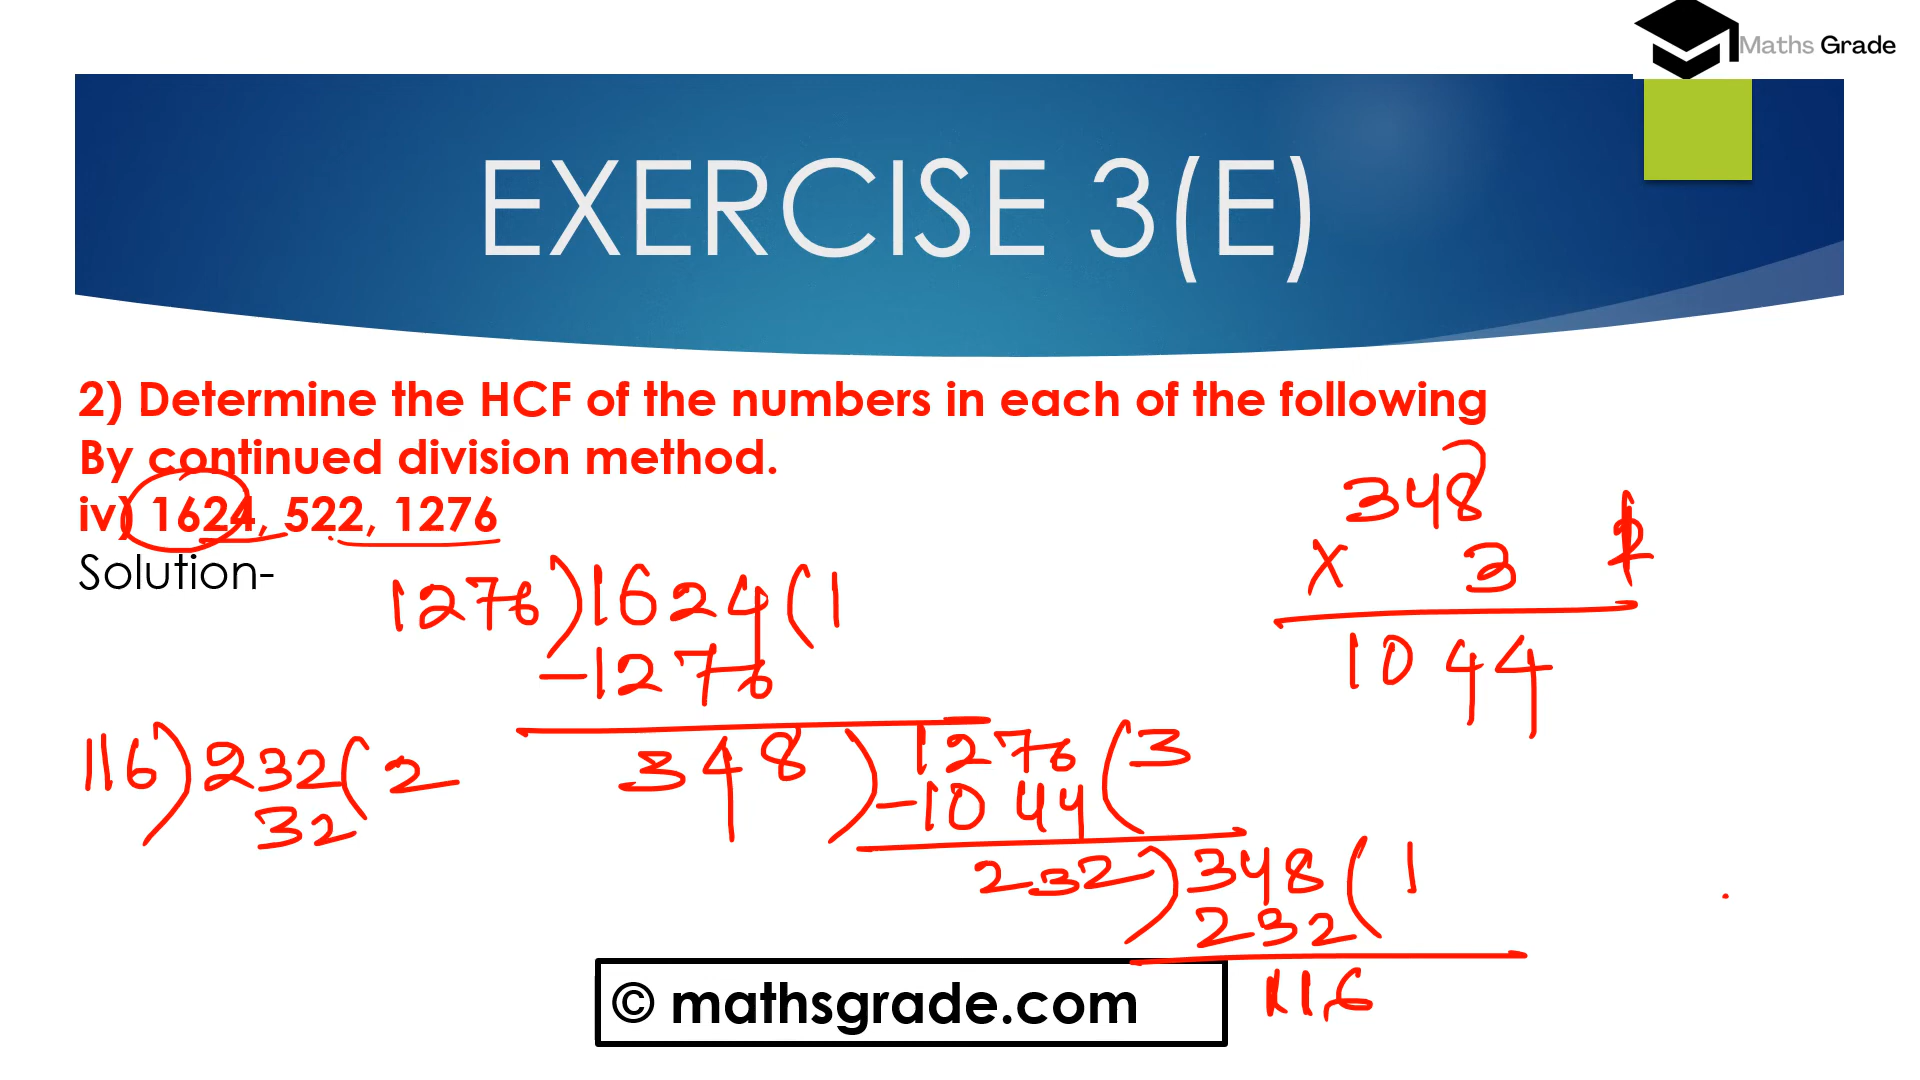 Maths Grade
EXERCISE 3(E)
2) Determine the HCF of the numbers in each of the following
By continued division method.
iv) 1624, 522, 1276
Solution-
348
× 3
1044
1276)1624(1
-1276
348)1276(3
-1044
232)348(1
232
116
116)232(2
32
© mathsgrade.com